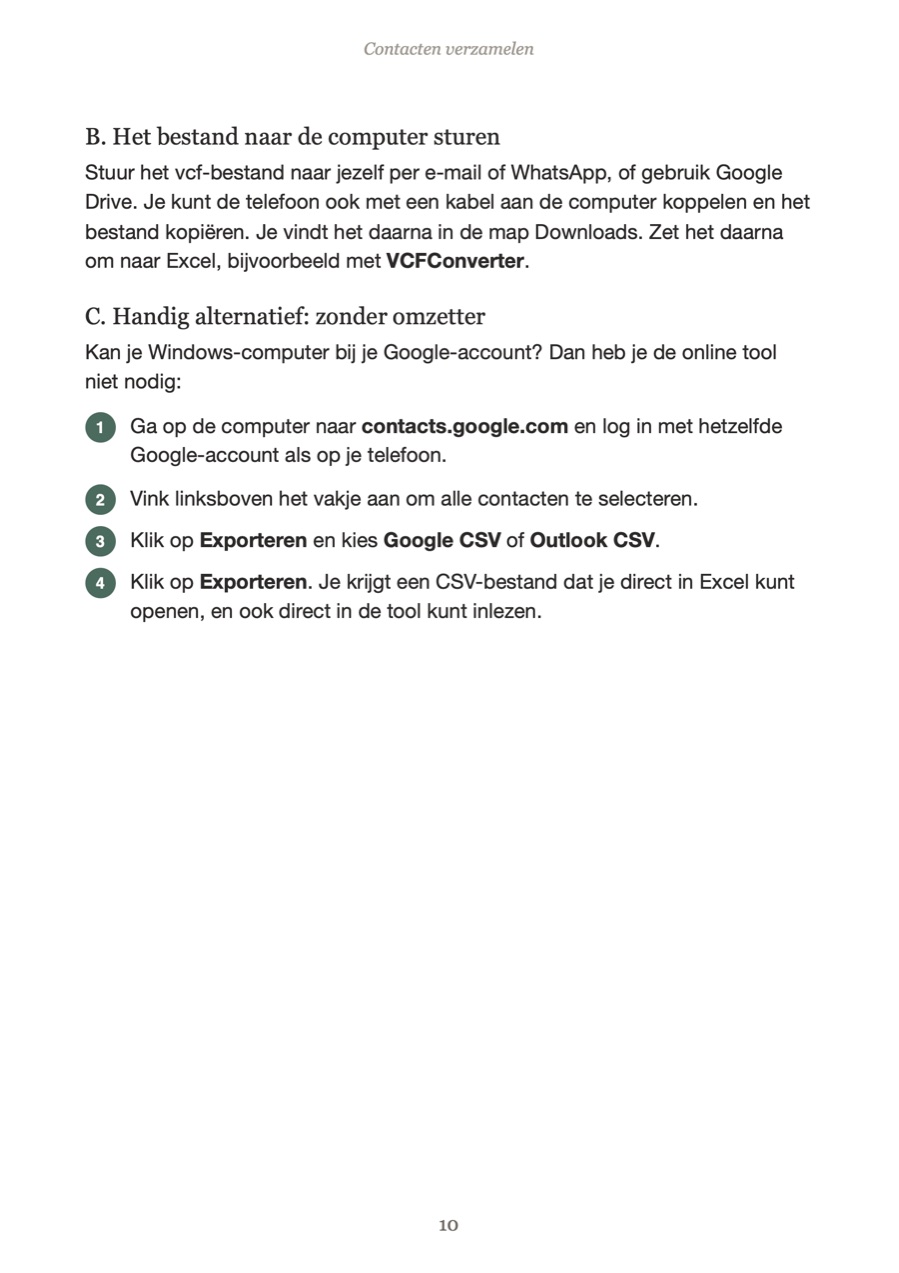 Contacten verzamelen
B. Het bestand naar de computer sturen
Stuur het vcf-bestand naar jezelf per e-mail of WhatsApp, of gebruik Google
Drive. Je kunt de telefoon ook met een kabel aan de computer koppelen en het
bestand kopiëren. Je vindt het daarna in de map Downloads. Zet het daarna
om naar Excel, bijvoorbeeld met VCFConverter.
C. Handig alternatief: zonder omzetter
Kan je Windows-computer bij je Google-account? Dan heb je de online tool
niet nodig:
1 Ga op de computer naar contacts.google.com en log in met hetzelfde
Google-account als op je telefoon.
2 Vink linksboven het vakje aan om alle contacten te selecteren.
3 Klik op Exporteren en kies Google CSV of Outlook CSV.
4 Klik op Exporteren. Je krijgt een CSV-bestand dat je direct in Excel kunt
openen, en ook direct in de tool kunt inlezen.
10